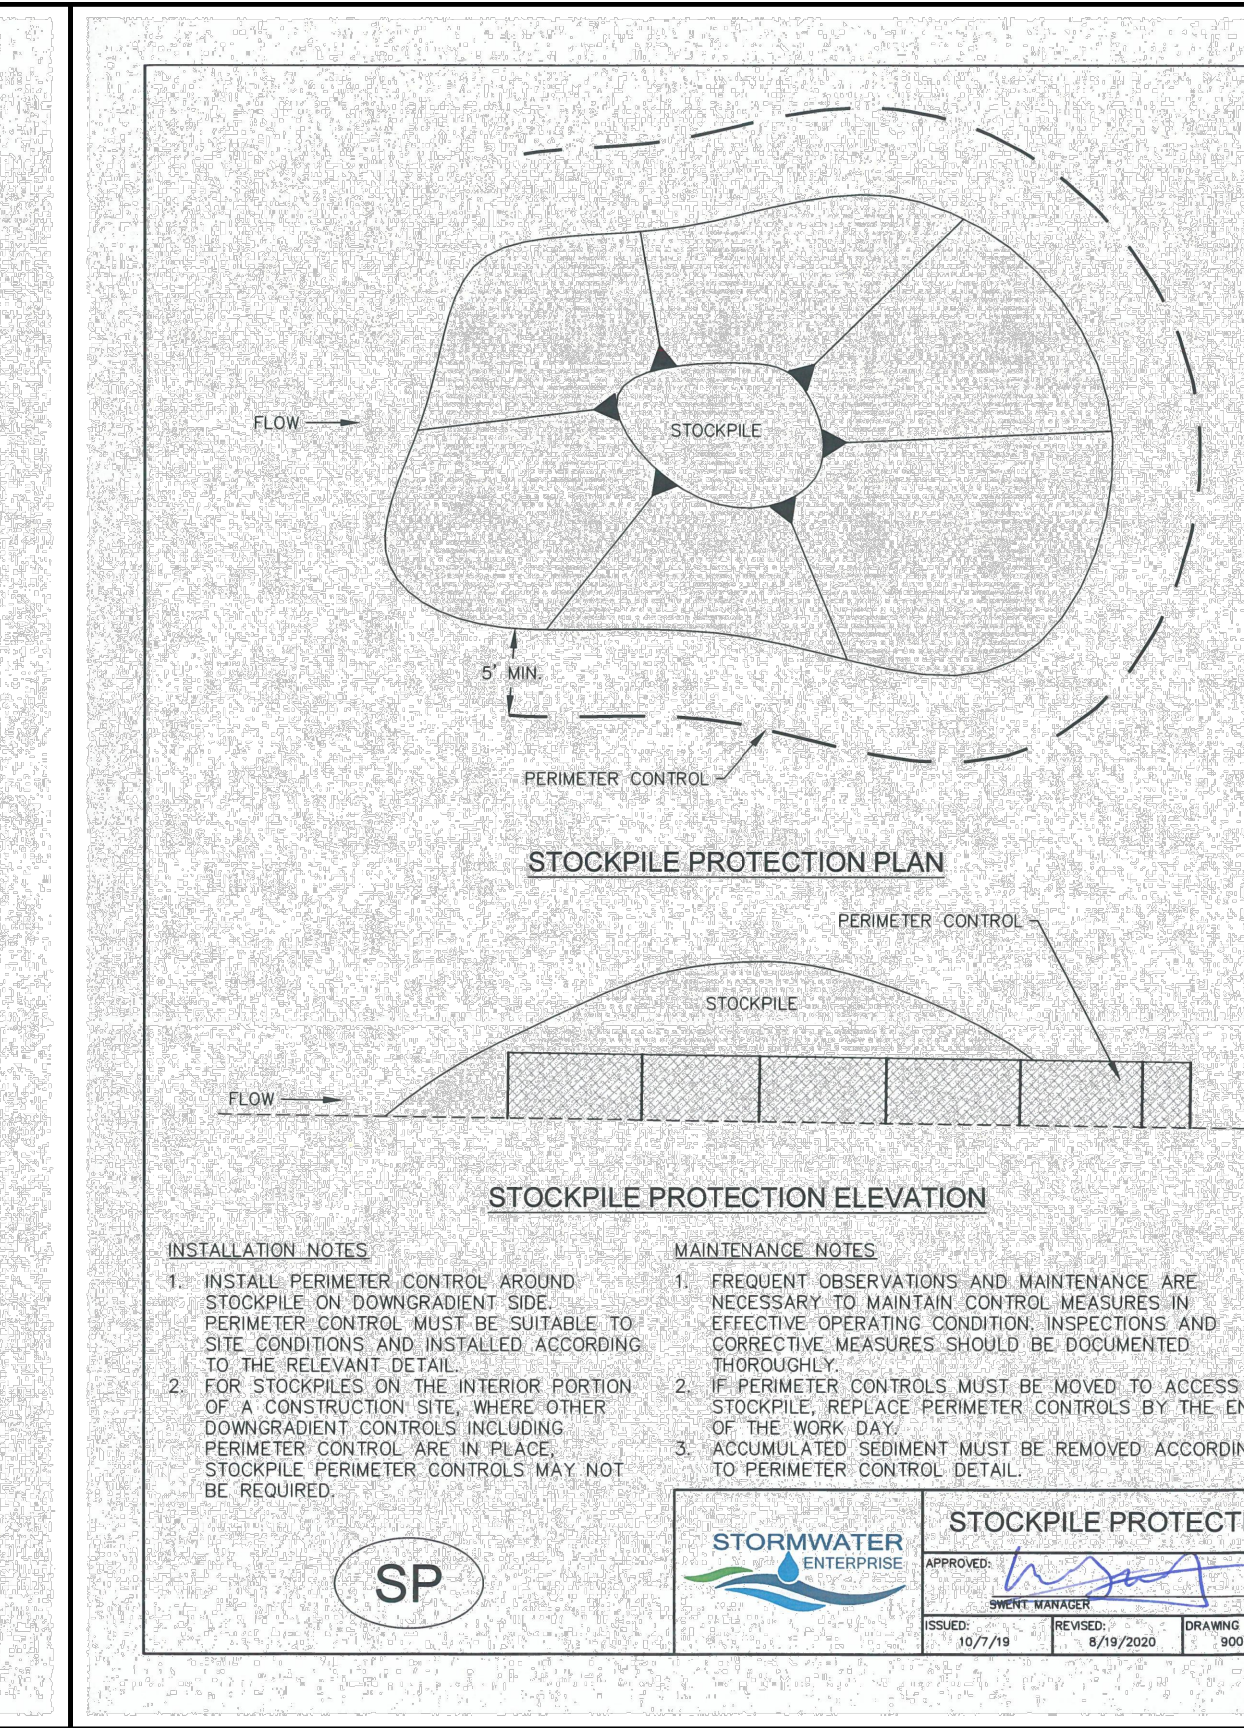 FLOW
STOCKPILE
5' MIN.
PERIMETER CONTROL
STOCKPILE PROTECTION PLAN
PERIMETER CONTROL
STOCKPILE
FLOW
STOCKPILE PROTECTION ELEVATION
INSTALLATION NOTES
1. INSTALL PERIMETER CONTROL AROUND
STOCKPILE ON DOWNGRADIENT SIDE.
PERIMETER CONTROL MUST BE SUITABLE TO
SITE CONDITIONS AND INSTALLED ACCORDING
TO THE RELEVANT DETAIL.
2. FOR STOCKPILES ON THE INTERIOR PORTION
OF A CONSTRUCTION SITE, WHERE OTHER
DOWNGRADIENT CONTROLS INCLUDING
PERIMETER CONTROL ARE IN PLACE,
STOCKPILE PERIMETER CONTROLS MAY NOT
BE REQUIRED.
MAINTENANCE NOTES
1. FREQUENT OBSERVATIONS AND MAINTENANCE ARE
NECESSARY TO MAINTAIN CONTROL MEASURES IN
EFFECTIVE OPERATING CONDITION. INSPECTIONS AND
CORRECTIVE MEASURES SHOULD BE DOCUMENTED
THOROUGHLY.
2. IF PERIMETER CONTROLS MUST BE MOVED TO ACCESS
STOCKPILE, REPLACE PERIMETER CONTROLS BY THE EN
OF THE WORK DAY.
3. ACCUMULATED SEDIMENT MUST BE REMOVED ACCORDIN
TO PERIMETER CONTROL DETAIL.
SP
STORMWATER
ENTERPRISE
STOCKPILE PROTECTI
APPROVED:
SWENT MANAGER
ISSUED:
10/7/19
REVISED:
8/19/2020
DRAWING
900